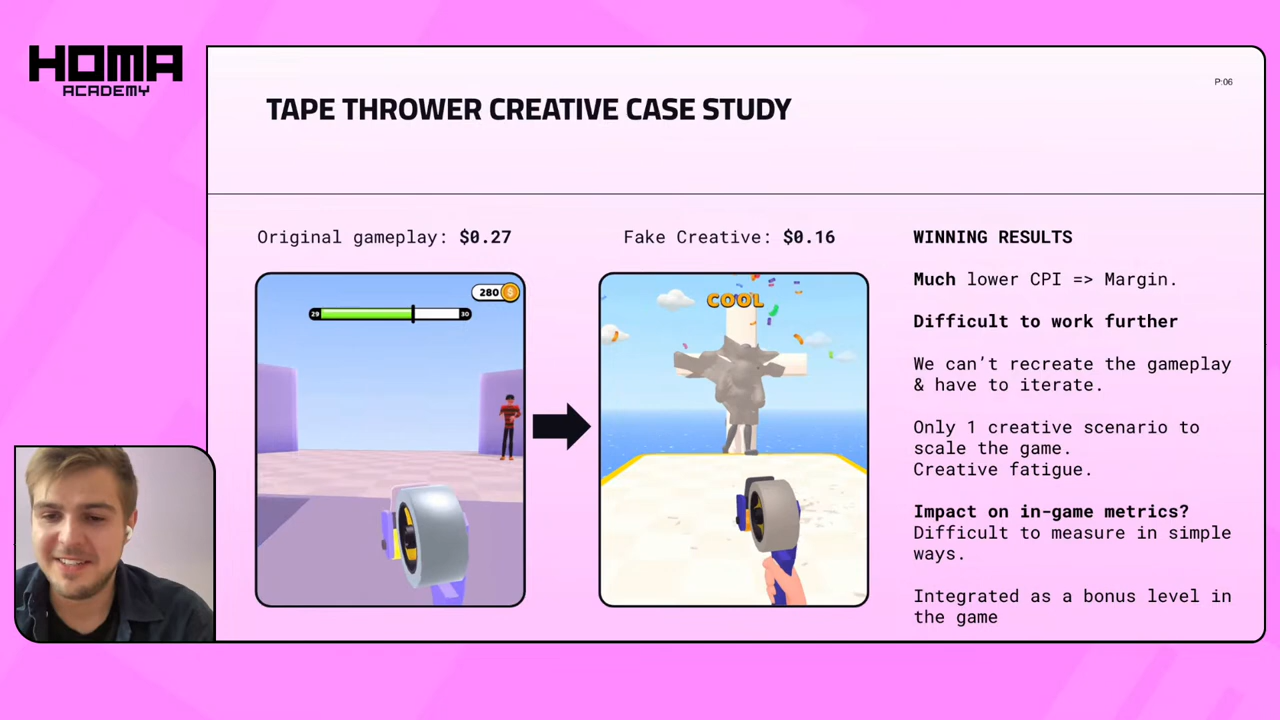 HOMA
ACADEMY
P:06
TAPE THROWER CREATIVE CASE STUDY
Original gameplay: $0.27
280
29
30
Fake Creative: $0.16
COOL
WINNING RESULTS
Much lower CPI => Margin.
Difficult to work further
We can’t recreate the gameplay
& have to iterate.
Only 1 creative scenario to
scale the game.
Creative fatigue.
Impact on in-game metrics?
Difficult to measure in simple
ways.
Integrated as a bonus level in
the game